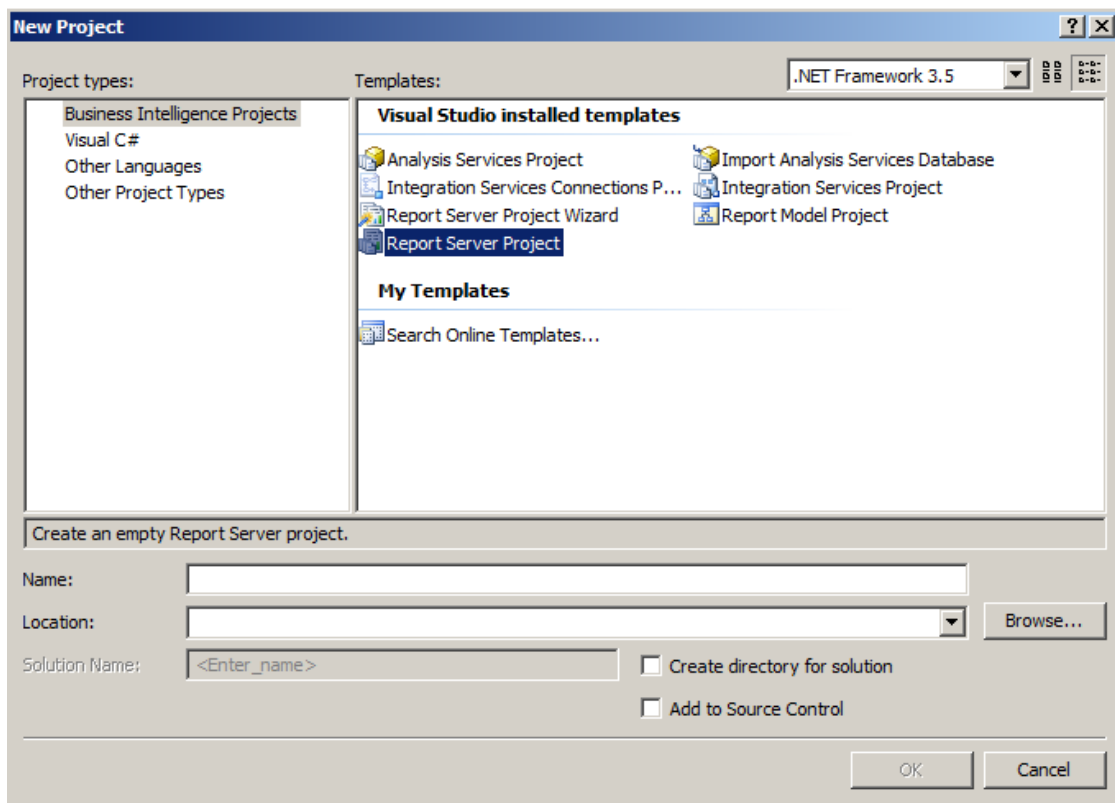 New Project
Project types:
Templates:
.NET Framework 3.5
Business Intelligence Projects
Visual C#
Other Languages
Other Project Types
Visual Studio installed templates
Analysis Services Project
Import Analysis Services Database
Integration Services Connections P...
Integration Services Project
Report Server Project Wizard
Report Model Project
Report Server Project
My Templates
Search Online Templates...
Create an empty Report Server project.
Name:
Location:
Browse...
Solution Name:
<Enter_name>
Create directory for solution
Add to Source Control
OK
Cancel